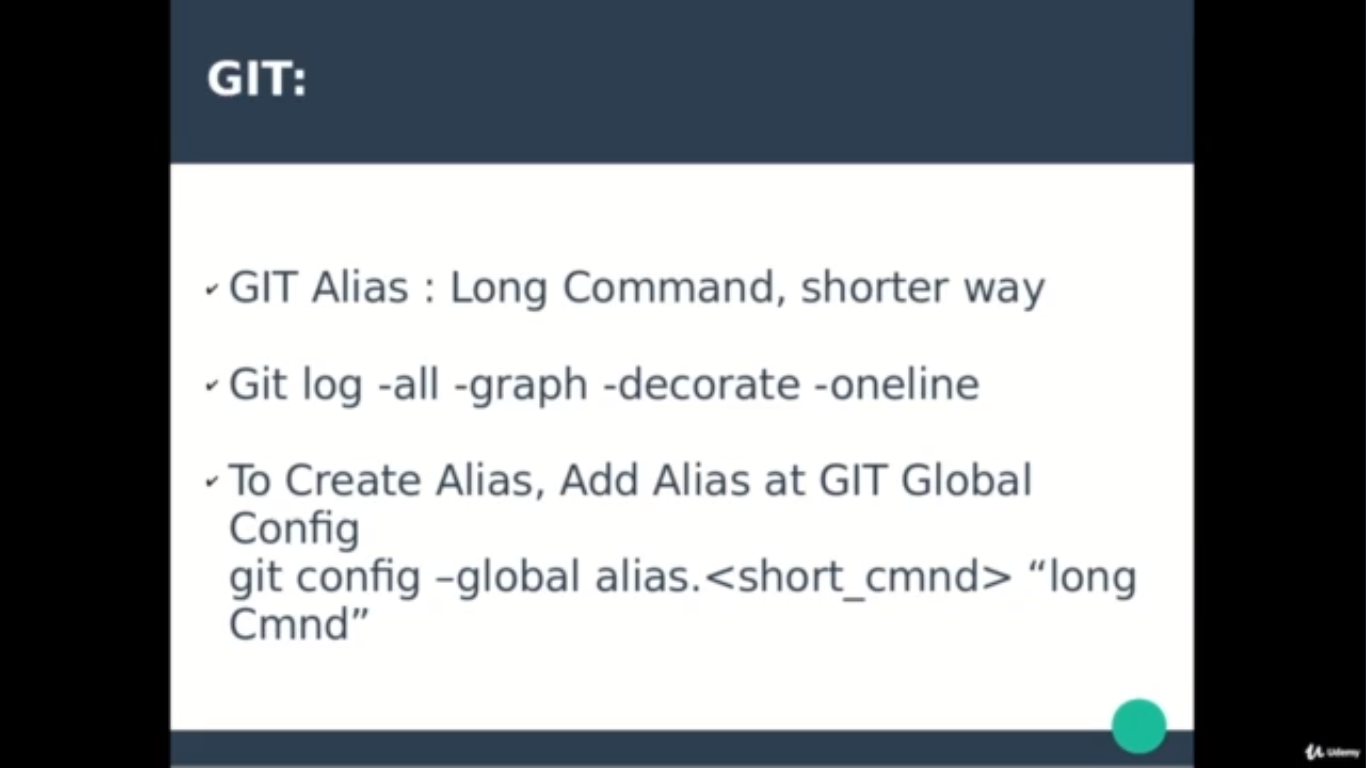 GIT:
✔ GIT Alias : Long Command, shorter way
✔ Git log -all -graph -decorate -oneline
✔ To Create Alias, Add Alias at GIT Global
Config
git config –global alias.<short_cmnd> “long
Cmnd”
Udemy